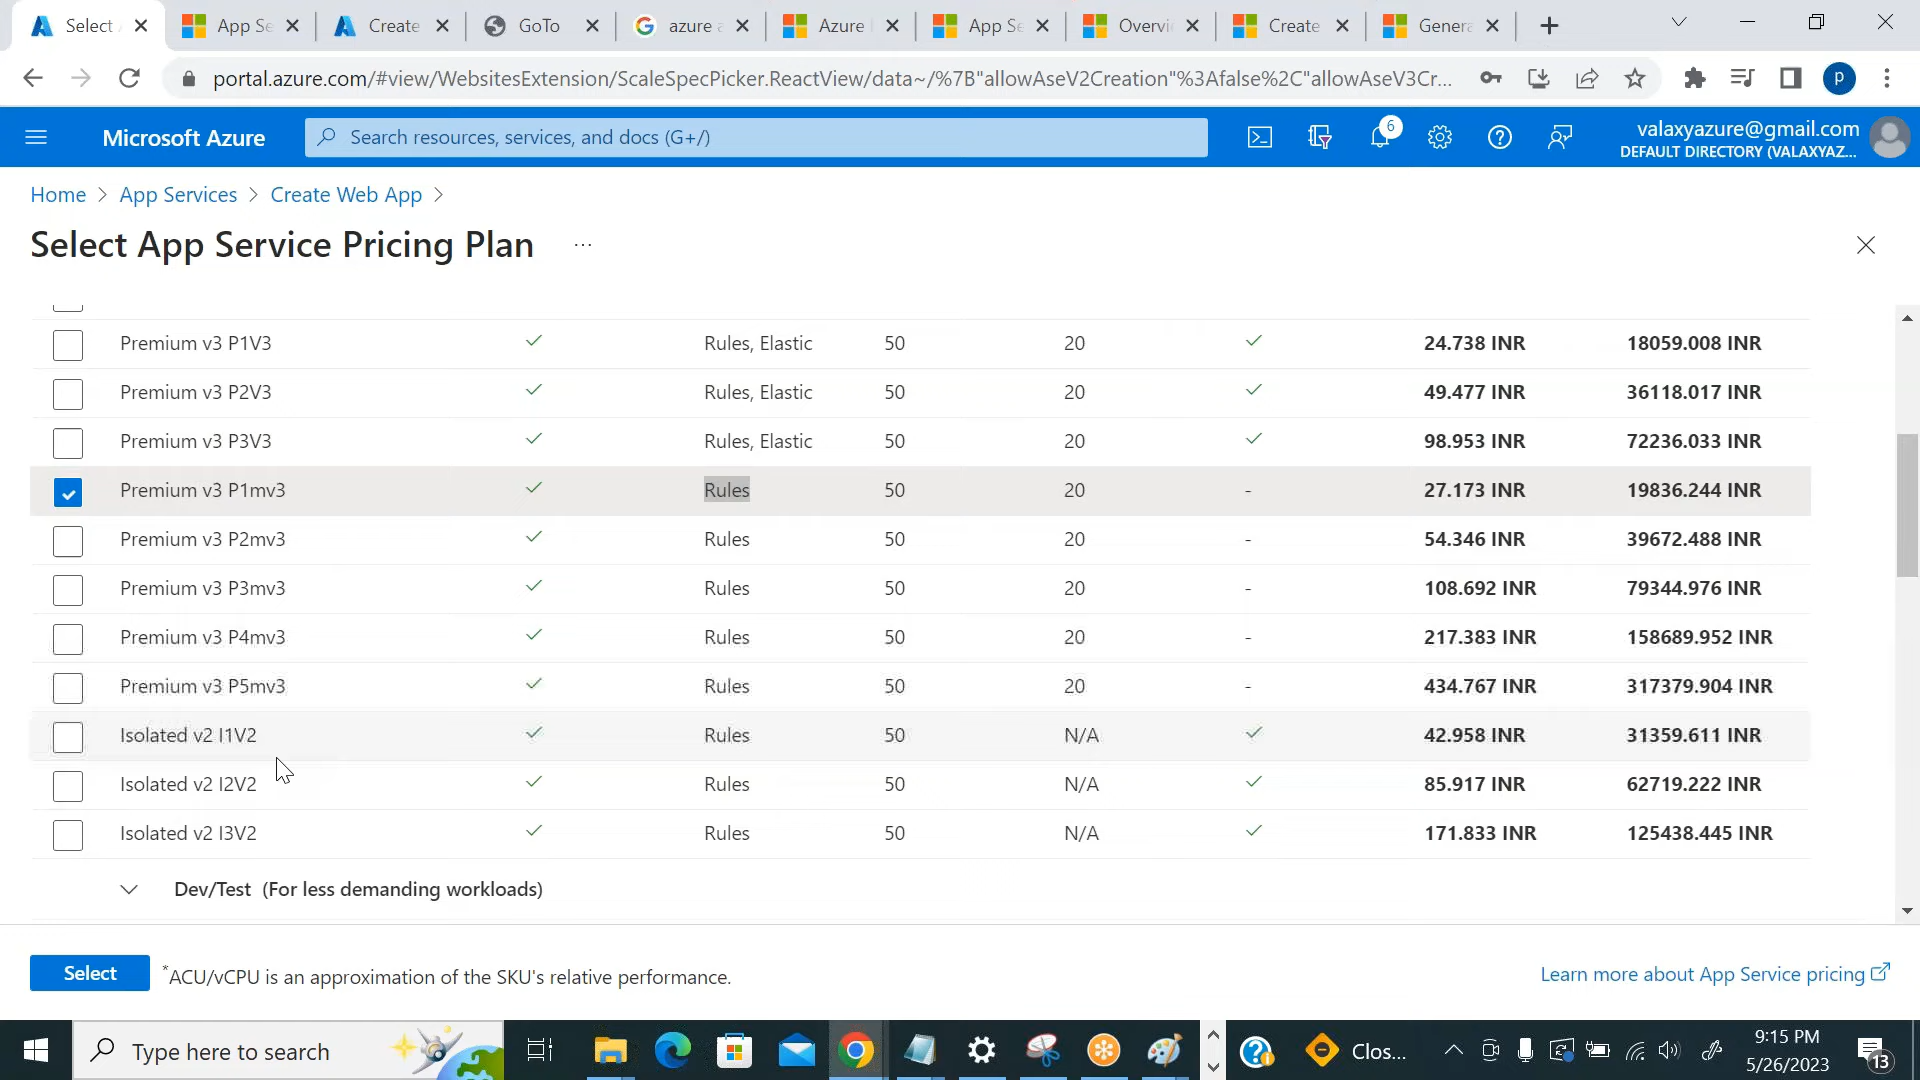 Select A
App Se
Create
GoTo
azure a
Azure
App Se
Overvi
Create
Genera
portal.azure.com/#view/WebsitesExtension/ScaleSpecPicker.ReactView/data~/%7B"allowAseV2Creation"%3Afalse%2C"allowAseV3Cr...
P
Microsoft Azure
Search resources, services, and docs (G+/)
6
valaxyazure@gmail.com
DEFAULT DIRECTORY (VALAXYAZ...
Home > App Services > Create Web App >
Select App Service Pricing Plan ...
Premium v3 P1V3 Rules, Elastic 50 20 24.738 INR 18059.008 INR
Premium v3 P2V3 Rules, Elastic 50 20 49.477 INR 36118.017 INR
Premium v3 P3V3 Rules, Elastic 50 20 98.953 INR 72236.033 INR
Premium v3 P1mv3 Rules 50 20 - 27.173 INR 19836.244 INR
Premium v3 P2mv3 Rules 50 20 - 54.346 INR 39672.488 INR
Premium v3 P3mv3 Rules 50 20 - 108.692 INR 79344.976 INR
Premium v3 P4mv3 Rules 50 20 - 217.383 INR 158689.952 INR
Premium v3 P5mv3 Rules 50 20 - 434.767 INR 317379.904 INR
Isolated v2 I1V2 Rules 50 N/A 42.958 INR 31359.611 INR
Isolated v2 I2V2 Rules 50 N/A 85.917 INR 62719.222 INR
Isolated v2 I3V2 Rules 50 N/A 171.833 INR 125438.445 INR
Dev/Test (For less demanding workloads)
Select
*ACU/vCPU is an approximation of the SKU's relative performance.
Learn more about App Service pricing
Type here to search
Clos...
9:15 PM
5/26/2023
13